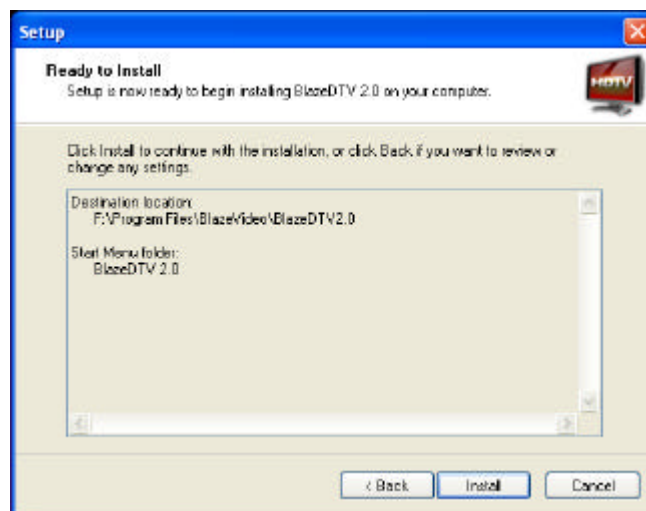 Setup
Ready to Install
Setup is now ready to begin installing BlazeDTV 2.0 on your computer.
HDTV
Click Install to continue with the installation, or click Back if you want to review or
change any settings.
Destination location:
F:\Program Files\BlazeVideo\BlazeDTV2.0
Start Menu folder:
BlazeDTV 2.0
< Back
Install
Cancel